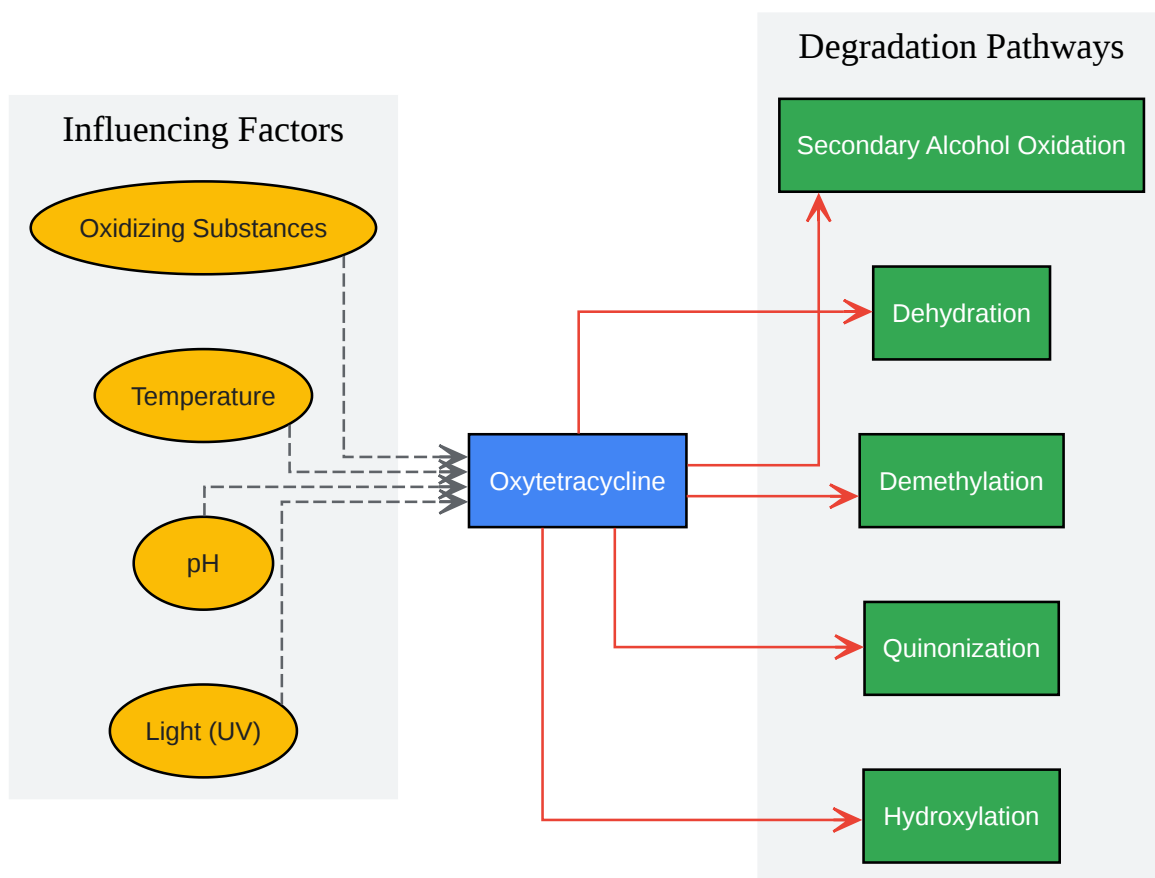 Influencing Factors
Oxidizing Substances
Temperature
pH
Light (UV)
Oxytetracycline
Degradation Pathways
Secondary Alcohol Oxidation
Dehydration
Demethylation
Quinonization
Hydroxylation